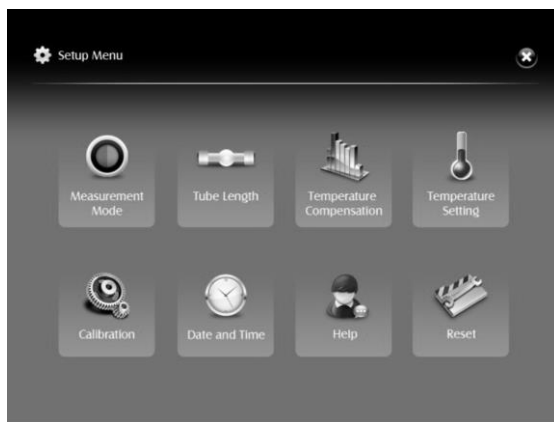 Setup Menu
Measurement
Mode
Tube Length
Temperature
Compensation
Temperature
Setting
Calibration
Date and Time
Help
Reset